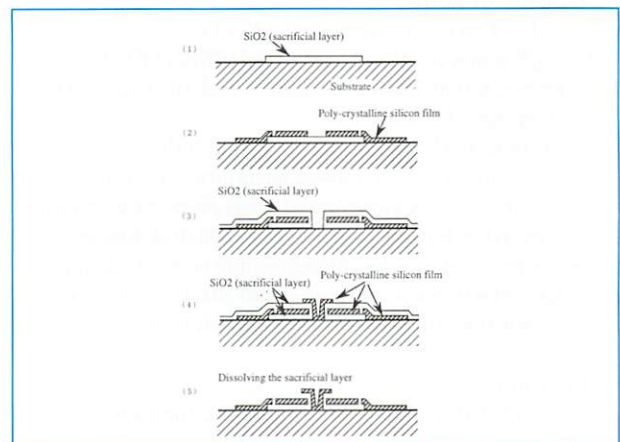 SiO2 (sacrificial layer)
(1)
Substrate
Poly-crystalline silicon film
(2)
SiO2 (sacrificial layer)
(3)
Poly-crystalline silicon film
SiO2 (sacrificial layer)
(4)
Dissolving the sacrificial layer
(5)